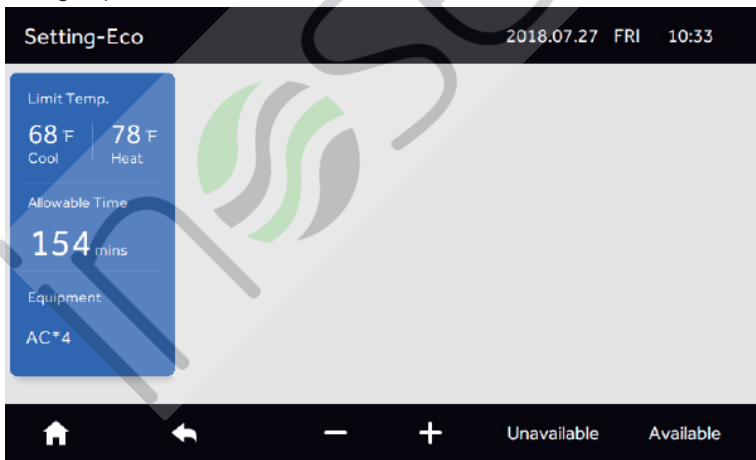 Setting-Eco 2018.07.27 FRI 10:33
Limit Temp.
68 °F 78 °F
Cool Heat
Allowable Time
154 mins
Equipment
AC*4
Unavailable Available